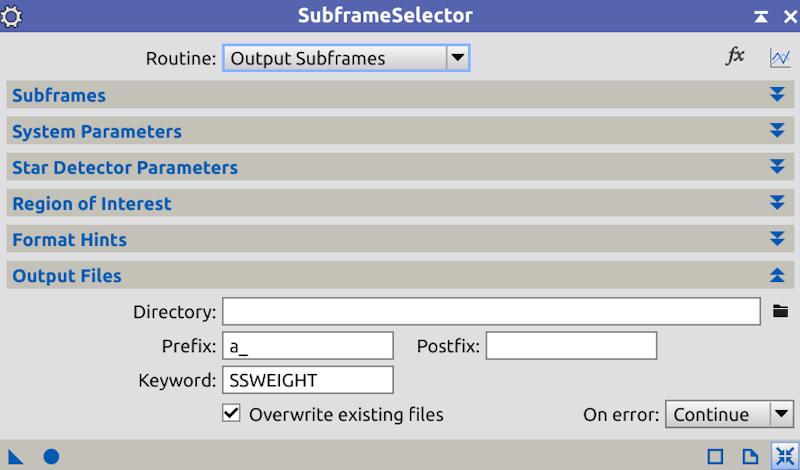 SubframeSelector
Routine: Output Subframes fx
Subframes
System Parameters
Star Detector Parameters
Region of Interest
Format Hints
Output Files
Directory:
Prefix: a_ Postfix:
Keyword: SSWEIGHT
Overwrite existing files On error: Continue